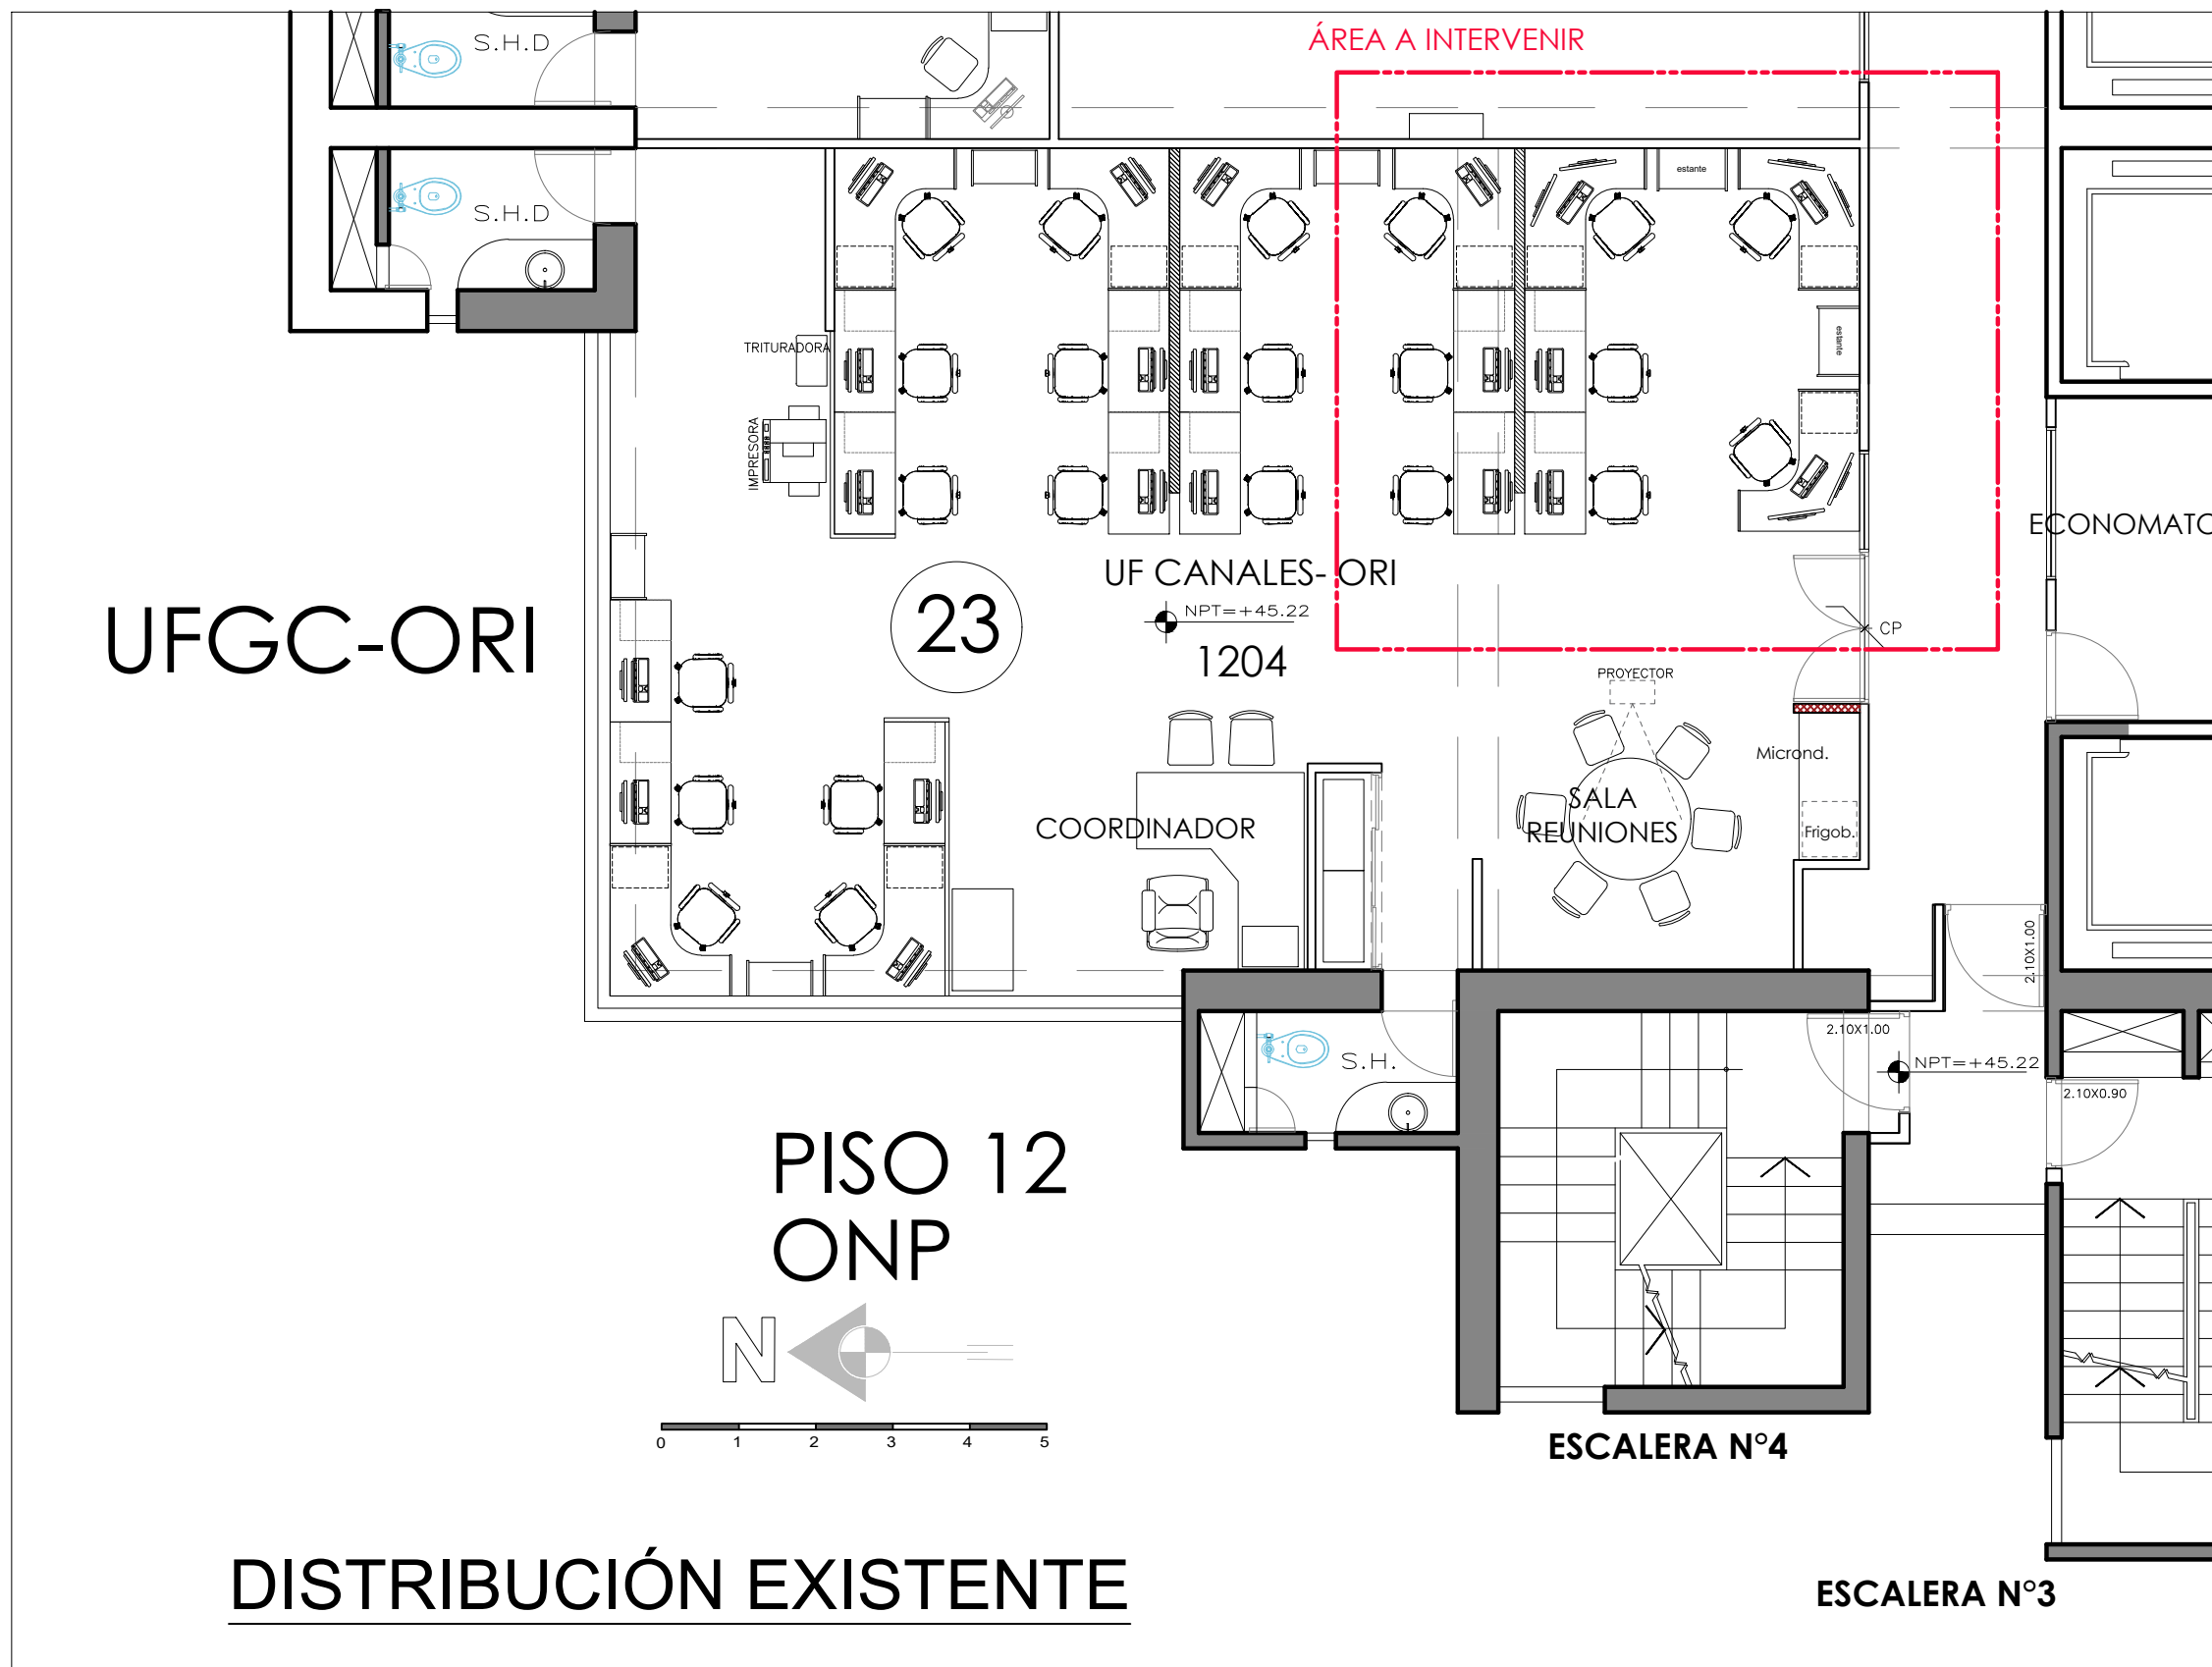 S.H.D
ÁREA A INTERVENIR
S.H.D
estante
estante
TRITURADORA
IMPRESORA
ECONOMATO
UF CANALES- ORI
NPT=+45.22
1204
23
UFGC-ORI
CP
PROYECTOR
Microond.
SALA
REUNIONES
Frigob.
COORDINADOR
2.10X1.00
2.10X1.00
S.H.
NPT=+45.22
2.10X0.90
PISO 12
ONP
N
0 1 2 3 4 5
ESCALERA N°4
DISTRIBUCIÓN EXISTENTE
ESCALERA N°3